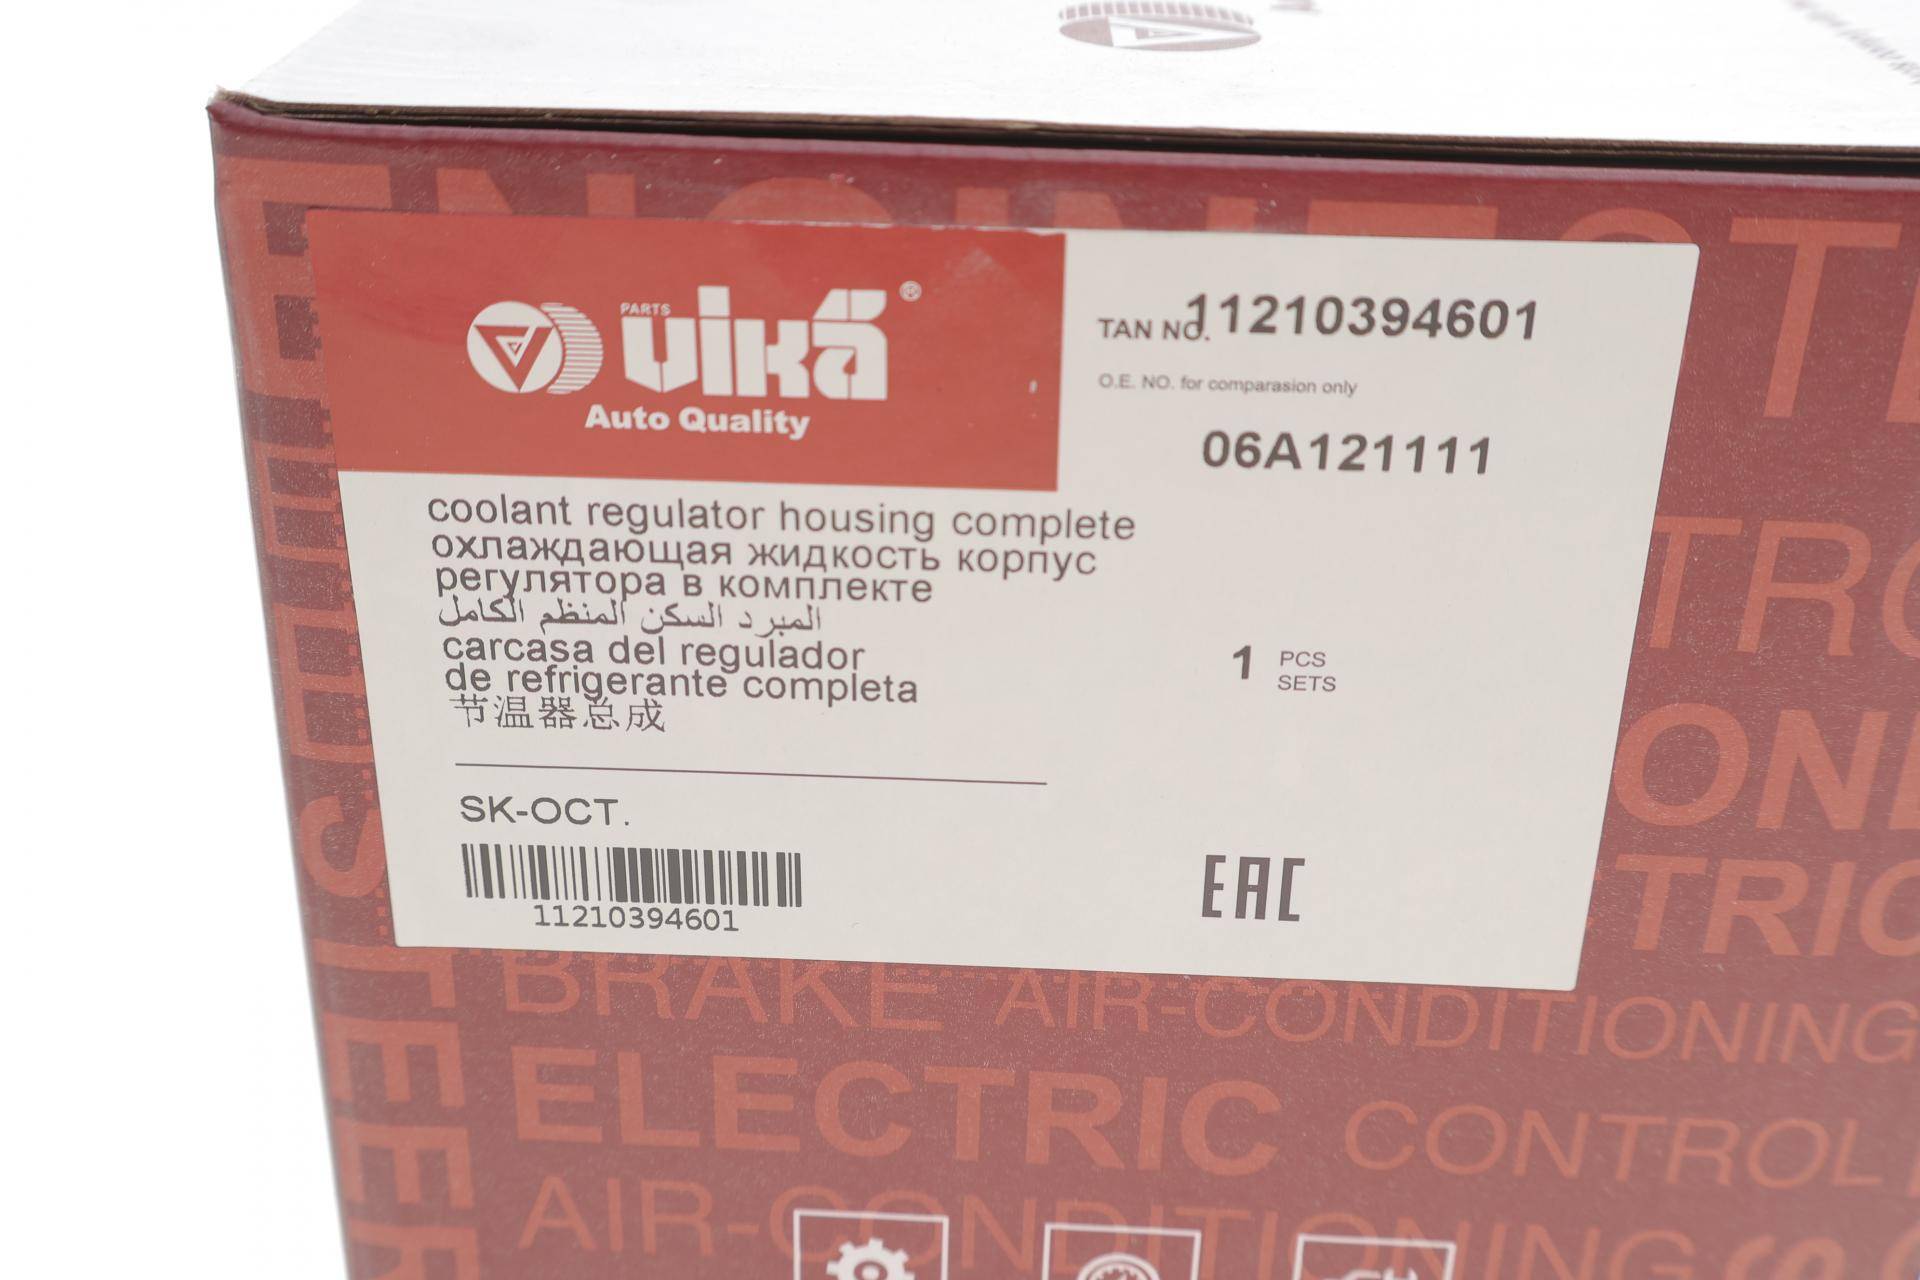 PARTS
vika®
Auto Quality
TAN NO. 11210394601
O.E. NO. for comparasion only
06A121111
coolant regulator housing complete
охлаждающая жидкость корпус
регулятора в комплекте
المبرد السكن المنظم الكامل
carcasa del regulador
de refrigerante completa
节温器总成
1 PCS
SETS
SK-OCT.
11210394601
EAC
BRAKE AIR-CONDITIONING
ELECTRIC CONTROL
AIR-CONDITIONING